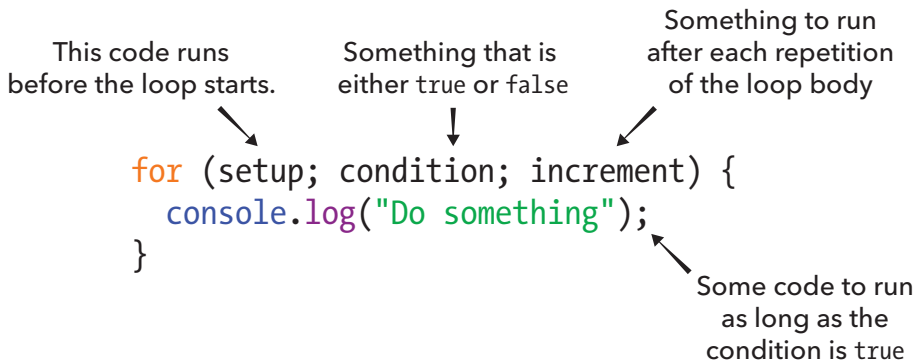 This code runs
before the loop starts.
Something that is
either true or false
Something to run
after each repetition
of the loop body
for (setup; condition; increment) {
  console.log("Do something");
}
Some code to run
as long as the
condition is true